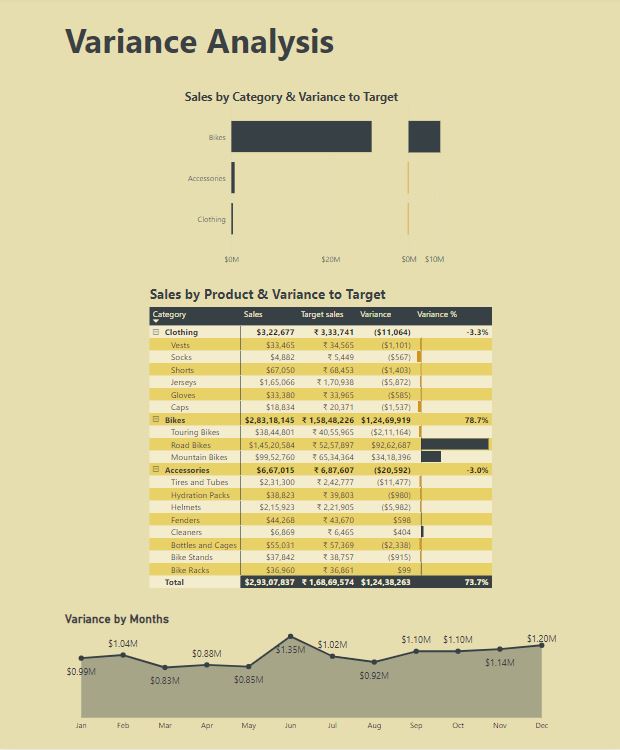 Variance Analysis
Sales by Category & Variance to Target
Bikes
Accessories
Clothing
$0M $20M $0M $10M
Sales by Product & Variance to Target
Category Sales Target sales Variance Variance %
Clothing $3,22,677 ₹ 3,33,741 ($11,064) -3.3%
Vests $33,465 ₹ 34,565 ($1,101)
Socks $4,882 ₹ 5,449 ($567)
Shorts $67,050 ₹ 68,453 ($1,403)
Jerseys $1,65,066 ₹ 1,70,938 ($5,872)
Gloves $33,380 ₹ 33,965 ($585)
Caps $18,834 ₹ 20,371 ($1,537)
Bikes $2,83,18,145 ₹ 1,58,48,226 $1,24,69,919 78.7%
Touring Bikes $38,44,801 ₹ 40,55,965 ($2,11,164)
Road Bikes $1,45,20,584 ₹ 52,57,897 $92,62,687
Mountain Bikes $99,52,760 ₹ 65,34,364 $34,18,396
Accessories $6,67,015 ₹ 6,87,607 ($20,592) -3.0%
Tires and Tubes $2,31,300 ₹ 2,42,777 ($11,477)
Hydration Packs $38,823 ₹ 39,803 ($980)
Helmets $2,15,923 ₹ 2,21,905 ($5,982)
Fenders $44,268 ₹ 43,670 $598
Cleaners $6,869 ₹ 6,465 $404
Bottles and Cages $55,031 ₹ 57,369 ($2,338)
Bike Stands $37,842 ₹ 38,757 ($915)
Bike Racks $36,960 ₹ 36,861 $99
Total $2,93,07,837 ₹ 1,68,69,574 $1,24,38,263 73.7%
Variance by Months
$0.99M $1.04M $0.83M $0.88M $0.85M $1.35M $1.02M $0.92M $1.10M $1.10M $1.14M $1.20M
Jan Feb Mar Apr May Jun Jul Aug Sep Oct Nov Dec